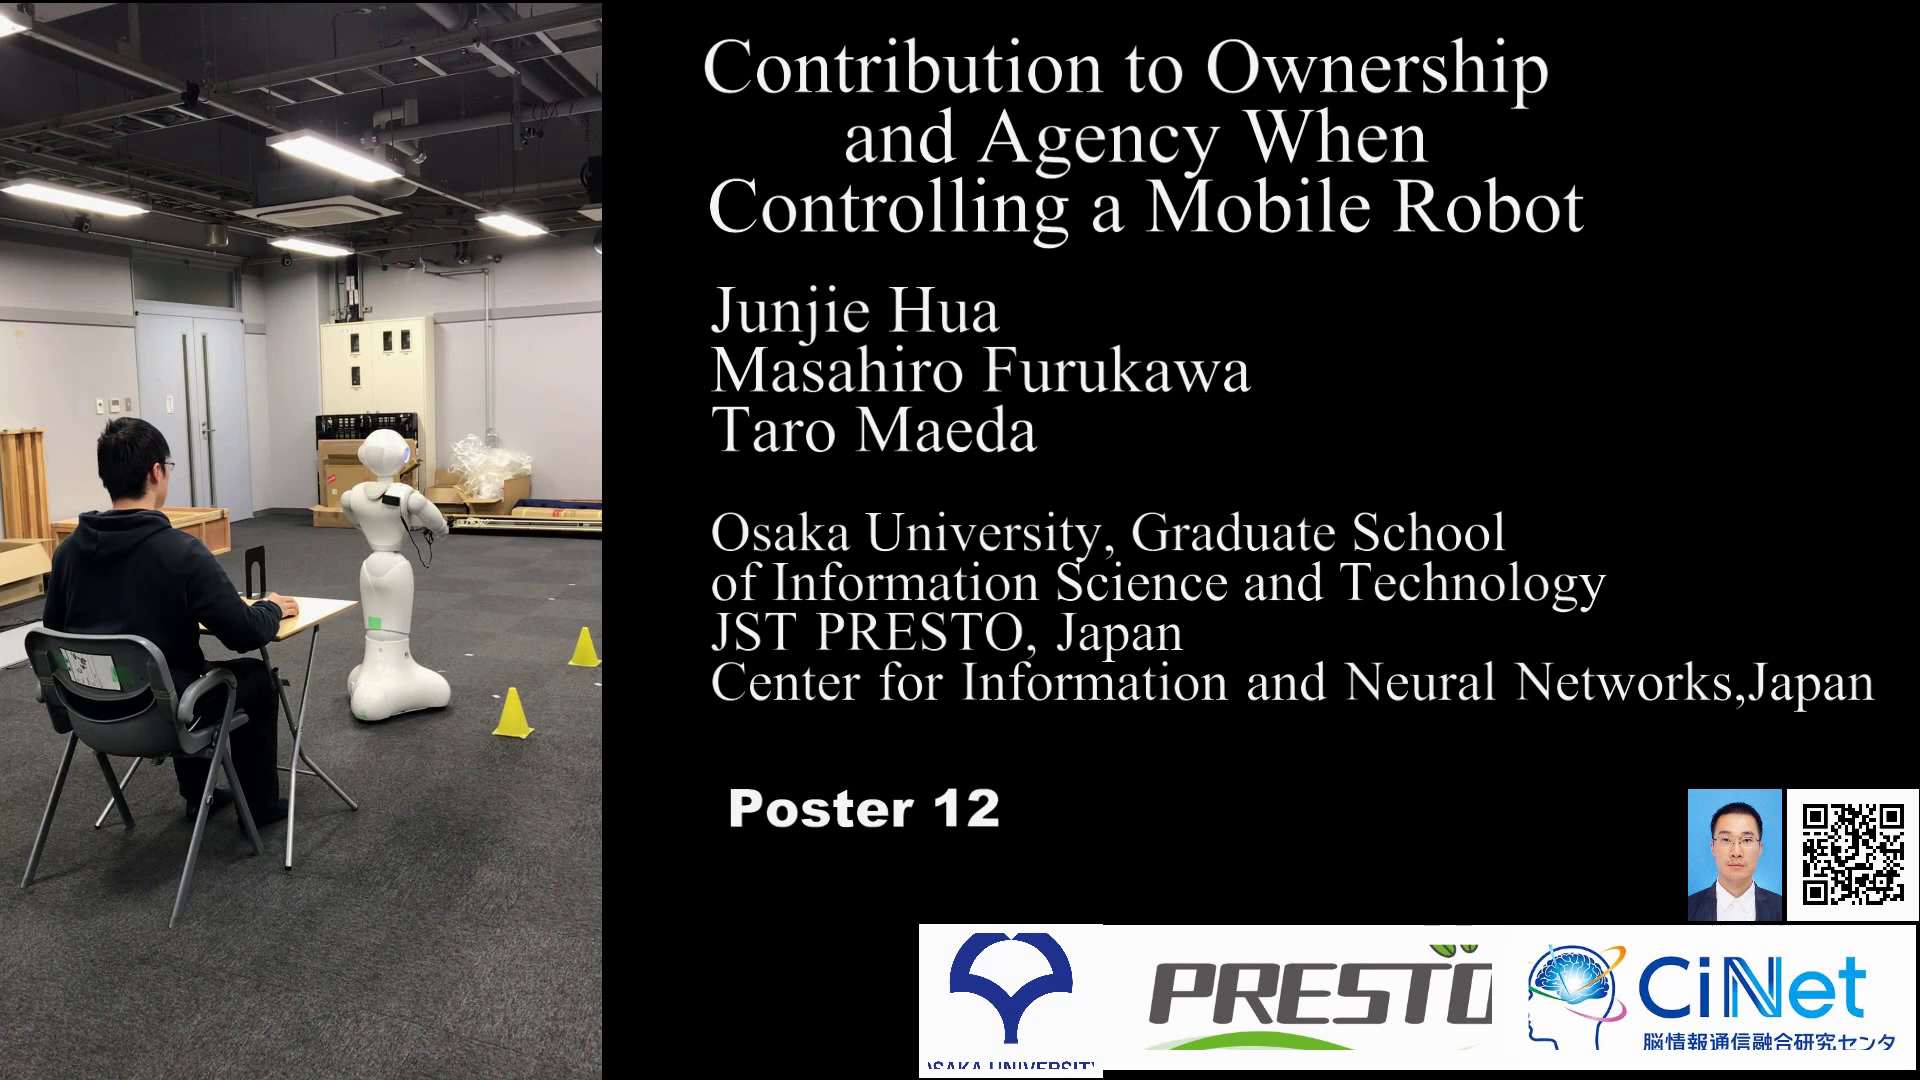 Contribution to Ownership
and Agency When
Controlling a Mobile Robot
Junjie Hua
Masahiro Furukawa
Taro Maeda
Osaka University, Graduate School
of Information Science and Technology
JST PRESTO, Japan
Center for Information and Neural Networks,Japan
Poster 12
OSAKA UNIVERSITY
PRESTO
CiNet
脳情報通信融合研究センタ